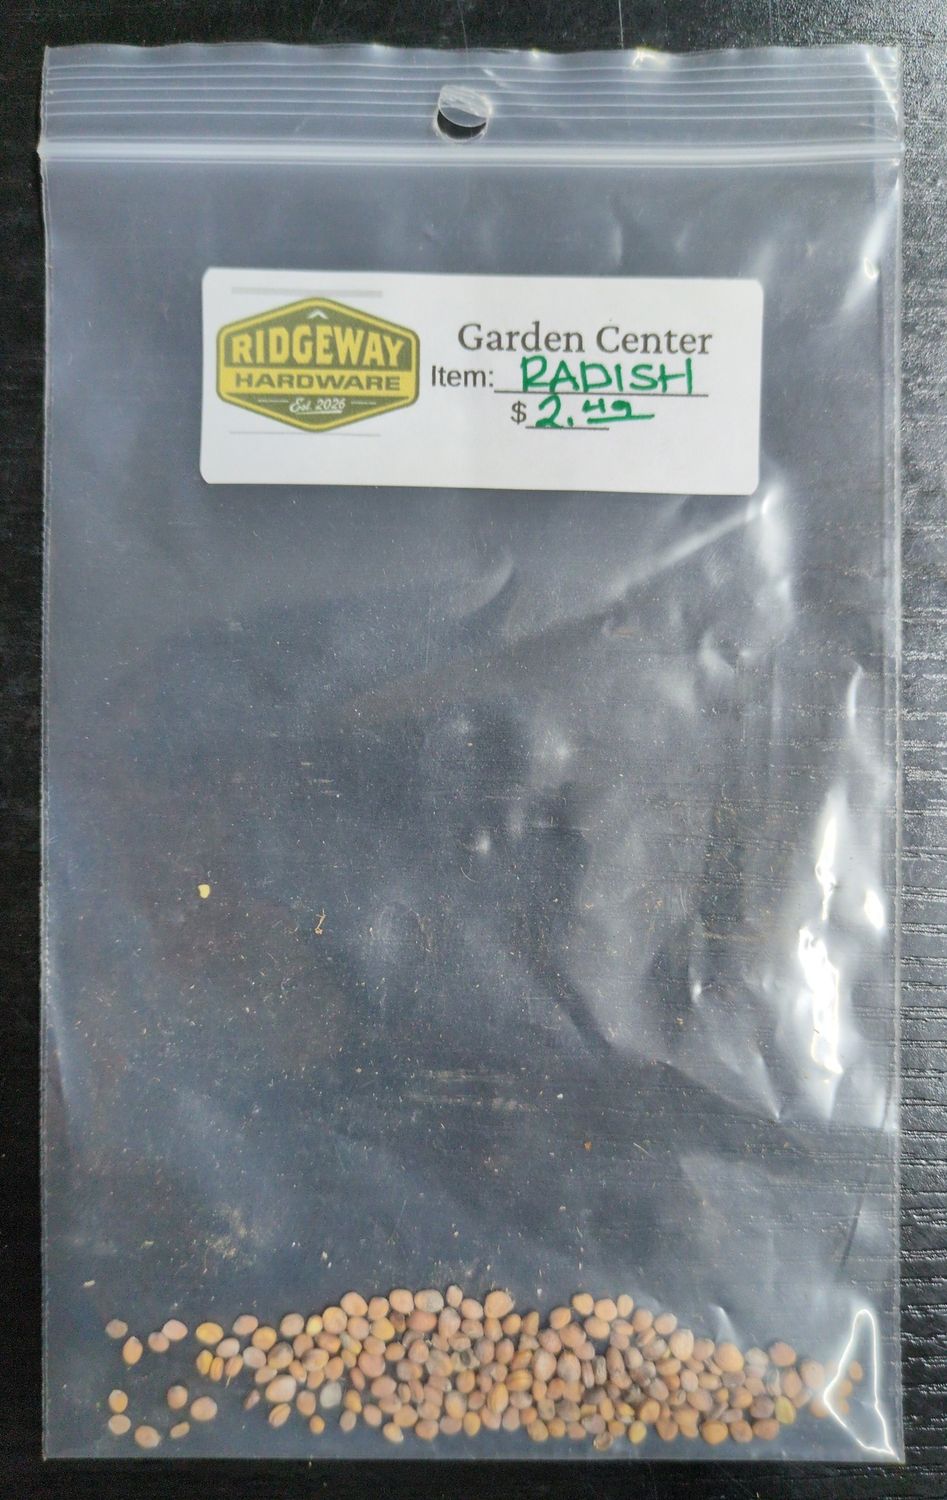 RIDGEWAY
HARDWARE
Est. 2026
Garden Center
Item: RADISH
$ 2.49